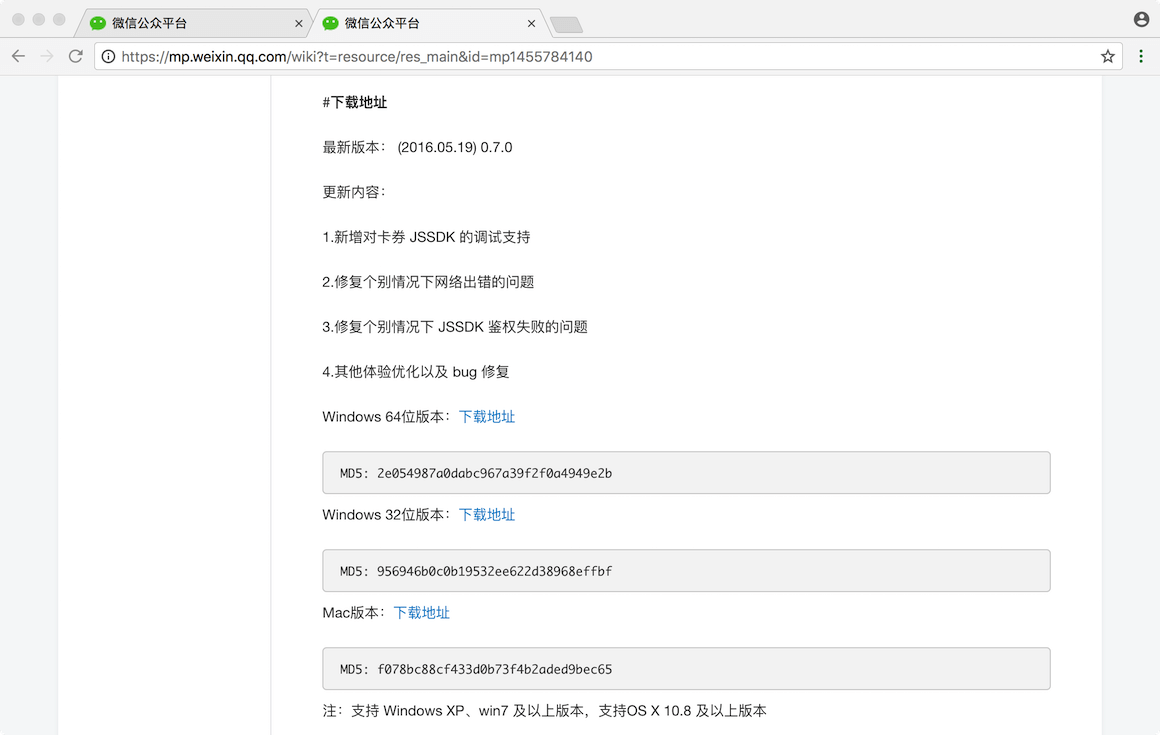 微信公众平台
微信公众平台
https://mp.weixin.qq.com/wiki?t=resource/res_main&id=mp1455784140
#下载地址
最新版本： (2016.05.19) 0.7.0
更新内容：
1.新增对卡券 JSSDK 的调试支持
2.修复个别情况下网络出错的问题
3.修复个别情况下 JSSDK 鉴权失败的问题
4.其他体验优化以及 bug 修复
Windows 64位版本：下载地址
MD5: 2e054987a0dabc967a39f2f0a4949e2b
Windows 32位版本：下载地址
MD5: 956946b0c0b19532ee622d38968effbf
Mac版本：下载地址
MD5: f078bc88cf433d0b73f4b2aded9bec65
注：支持 Windows XP、win7 及以上版本，支持OS X 10.8 及以上版本